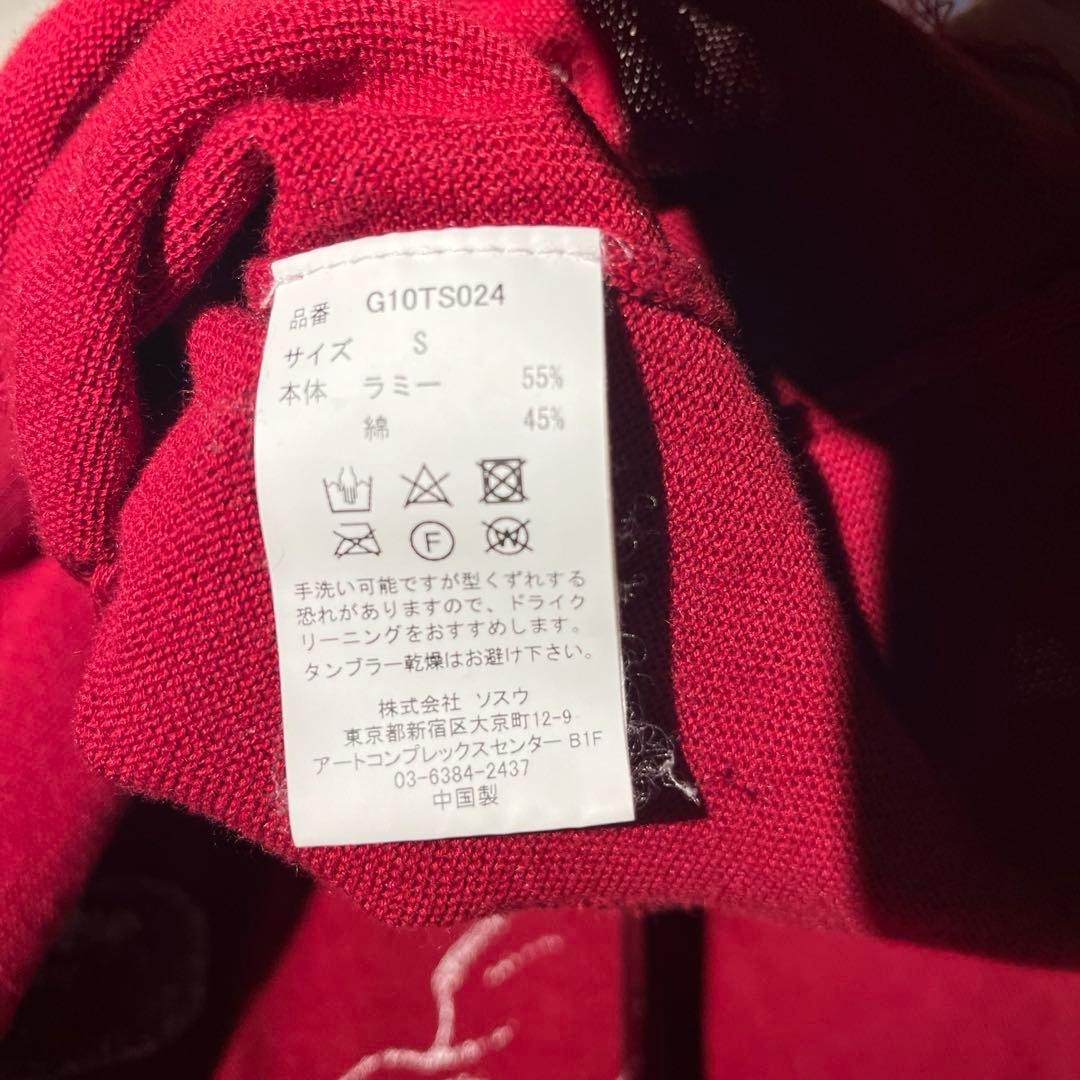 品番 G10TS024
サイズ S
本体 ラミー 55%
綿 45%
F W
手洗い可能ですが型くずれする
恐れがありますので、ドライク
リーニングをおすすめします。
タンブラー乾燥はお避け下さい。
株式会社 ソスウ
東京都新宿区大京町12-9
アートコンプレックスセンター B1F
03-6384-2437
中国製